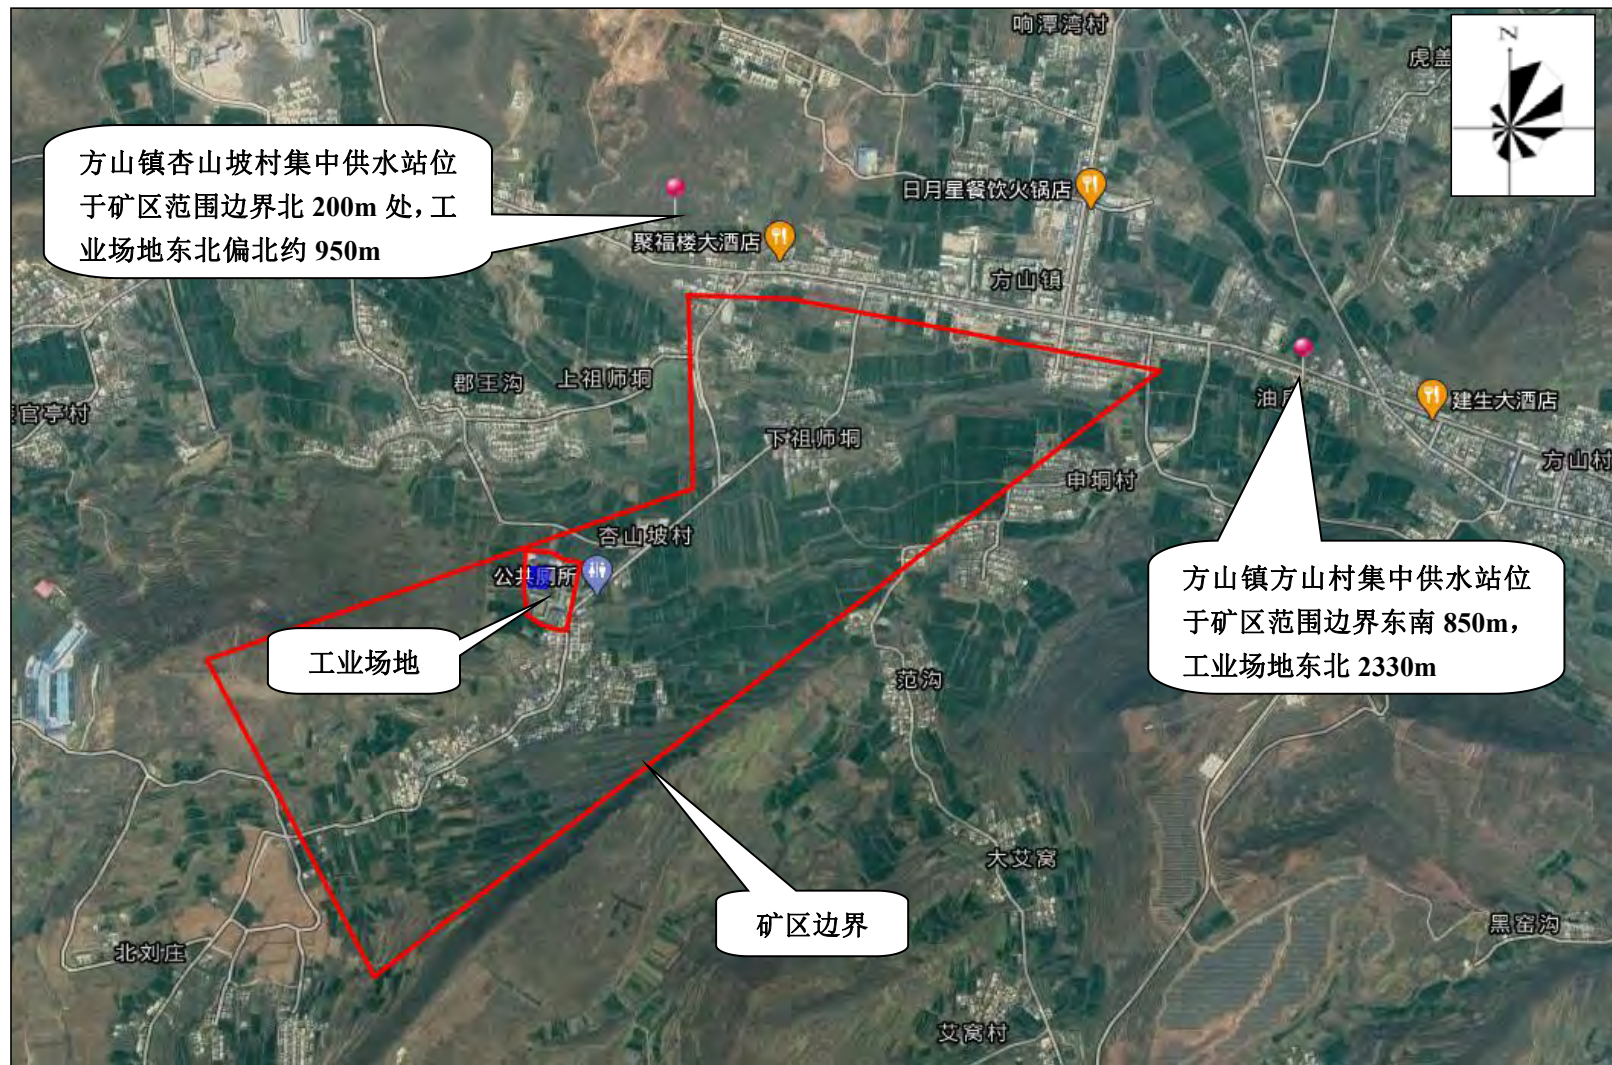 响潭湾村
N
虎盖
方山镇杏山坡村集中供水站位
于矿区范围边界北 200m 处，工
业场地东北偏北约 950m
日月星餐饮火锅店
聚福楼大酒店
方山镇
郡王沟
上祖师垌
油房
建生大酒店
官亭村
下祖师垌
申垌村
方山村
杏山坡村
公共厕所
方山镇方山村集中供水站位
于矿区范围边界东南 850m，
工业场地东北 2330m
工业场地
范沟
大艾窝
矿区边界
黑窑沟
北刘庄
艾窝村